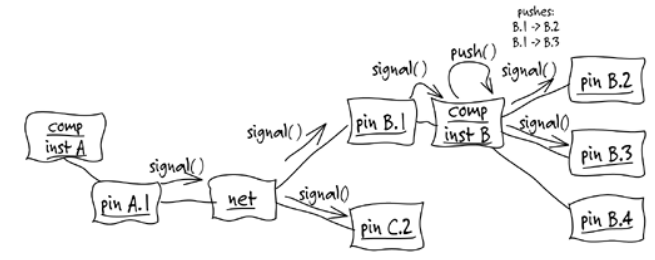 pushes:
B.1 -> B.2
B.1 -> B.3
push()
signal()
signal()
pin B.2
comp
inst A
signal()
pin B.1
comp
inst B
signal()
pin B.3
signal()
pin A.1
net
signal()
pin C.2
pin B.4